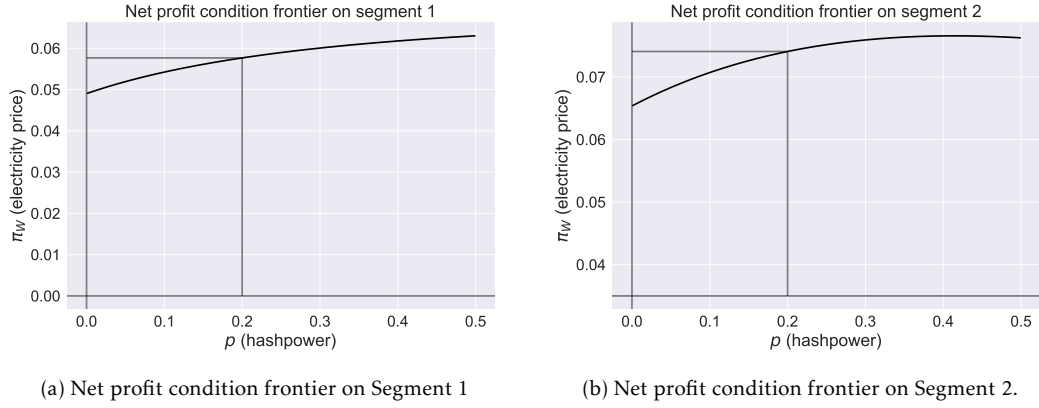 Net profit condition frontier on segment 1
0.06
0.05
0.04
0.03
0.02
0.01
0.00
π_W (electricity price)
0.0 0.1 0.2 0.3 0.4 0.5
p (hashpower)
(a) Net profit condition frontier on Segment 1
Net profit condition frontier on segment 2
0.07
0.06
0.05
0.04
π_W (electricity price)
0.0 0.1 0.2 0.3 0.4 0.5
p (hashpower)
(b) Net profit condition frontier on Segment 2.